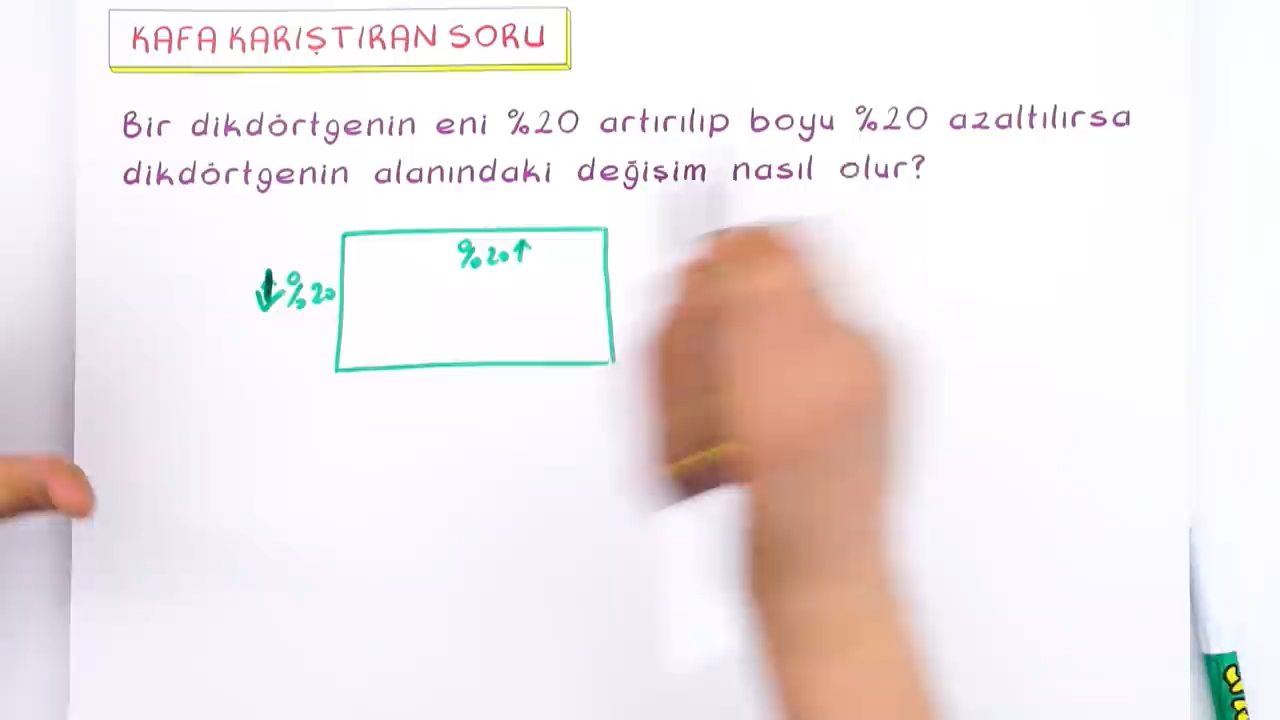 KAFA KARIŞTIRAN SORU
Bir dikdörtgenin eni %20 artırılıp boyu %20 azaltılırsa
dikdörtgenin alanındaki değişim nasıl olur?
%20↑
↓%20